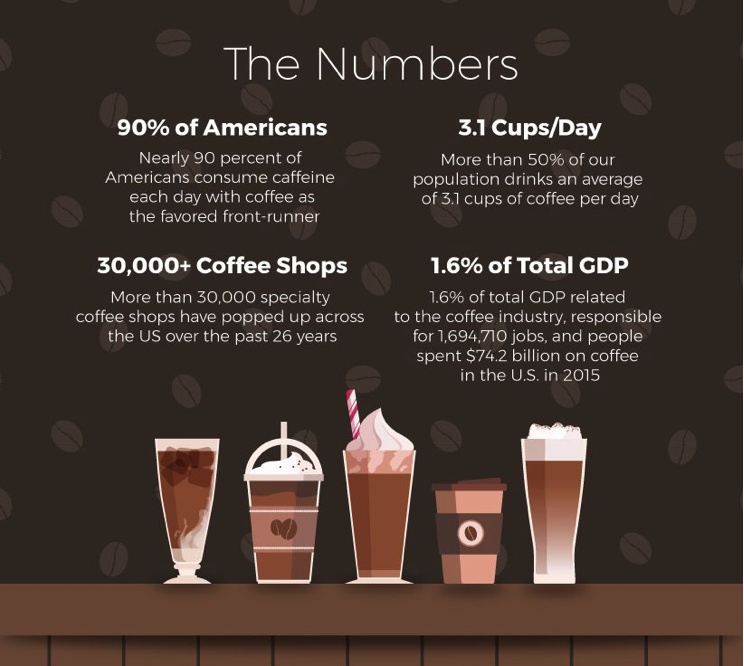 The Numbers
90% of Americans
Nearly 90 percent of
Americans consume caffeine
each day with coffee as
the favored front-runner
3.1 Cups/Day
More than 50% of our
population drinks an average
of 3.1 cups of coffee per day
30,000+ Coffee Shops
More than 30,000 specialty
coffee shops have popped up across
the US over the past 26 years
1.6% of Total GDP
1.6% of total GDP related
to the coffee industry, responsible
for 1,694,710 jobs, and people
spent $74.2 billion on coffee
in the U.S. in 2015